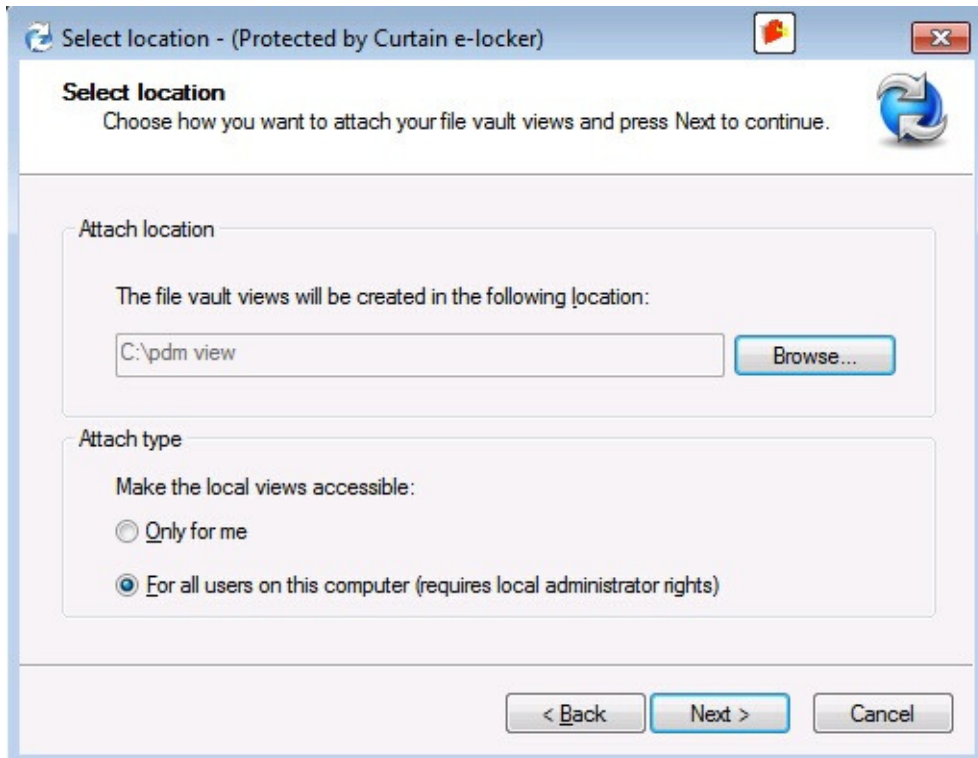 Select location - (Protected by Curtain e-locker)
Select location
Choose how you want to attach your file vault views and press Next to continue.
Attach location
The file vault views will be created in the following location:
C:\pdm view
Browse...
Attach type
Make the local views accessible:
Only for me
For all users on this computer (requires local administrator rights)
< Back
Next >
Cancel